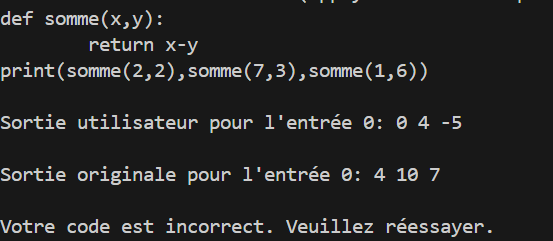 def somme(x,y):
        return x-y
print(somme(2,2),somme(7,3),somme(1,6))
Sortie utilisateur pour l'entrée 0: 0 4 -5
Sortie originale pour l'entrée 0: 4 10 7
Votre code est incorrect. Veuillez réessayer.